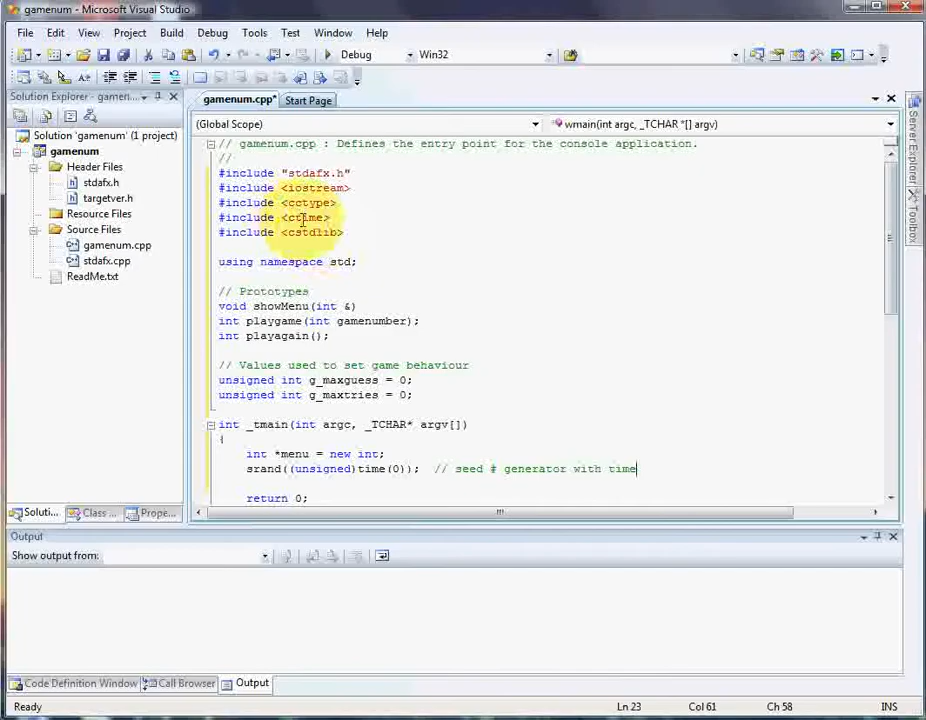 gamenum - Microsoft Visual Studio
File Edit View Project Build Debug Tools Test Window Help
Debug Win32
Solution Explorer - gamen...
gamenum.cpp* Start Page
(Global Scope) wmain(int argc, _TCHAR *[] argv)
Solution 'gamenum' (1 project)
gamenum
Header Files
stdafx.h
targetver.h
Resource Files
Source Files
gamenum.cpp
stdafx.cpp
ReadMe.txt
// gamenum.cpp : Defines the entry point for the console application.
//
#include "stdafx.h"
#include <iostream>
#include <cctype>
#include <ctime>
#include <cstdlib>
using namespace std;
// Prototypes
void showMenu(int &)
int playgame(int gamenumber);
int playagain();
// Values used to set game behaviour
unsigned int g_maxguess = 0;
unsigned int g_maxtries = 0;
int _tmain(int argc, _TCHAR* argv[])
{
int *menu = new int;
srand((unsigned)time(0)); // seed # generator with time
return 0;
Server Explorer
Toolbox
Soluti... Class ... Prope...
Output
Show output from:
Code Definition Window Call Browser Output
Ready Ln 23 Col 61 Ch 58 INS